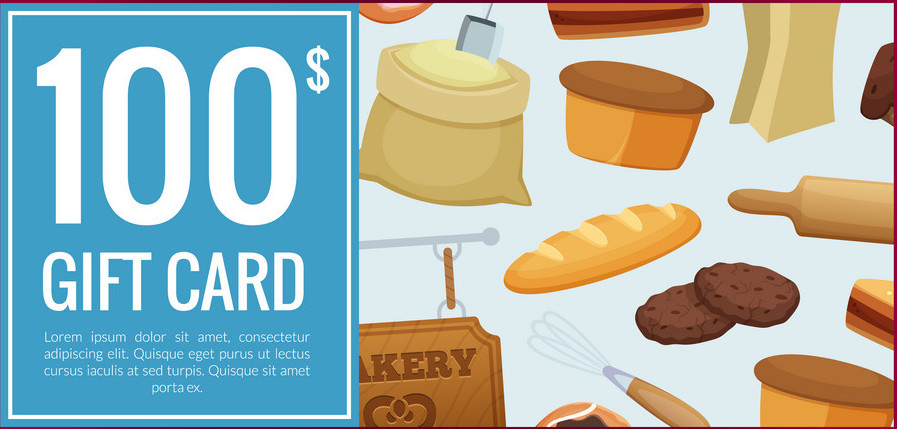 100$
GIFT CARD
Lorem ipsum dolor sit amet, consectetur
adipiscing elit. Quisque eget purus ut lectus
cursus iaculis at sed turpis. Quisque sit amet
porta ex.
AKERY